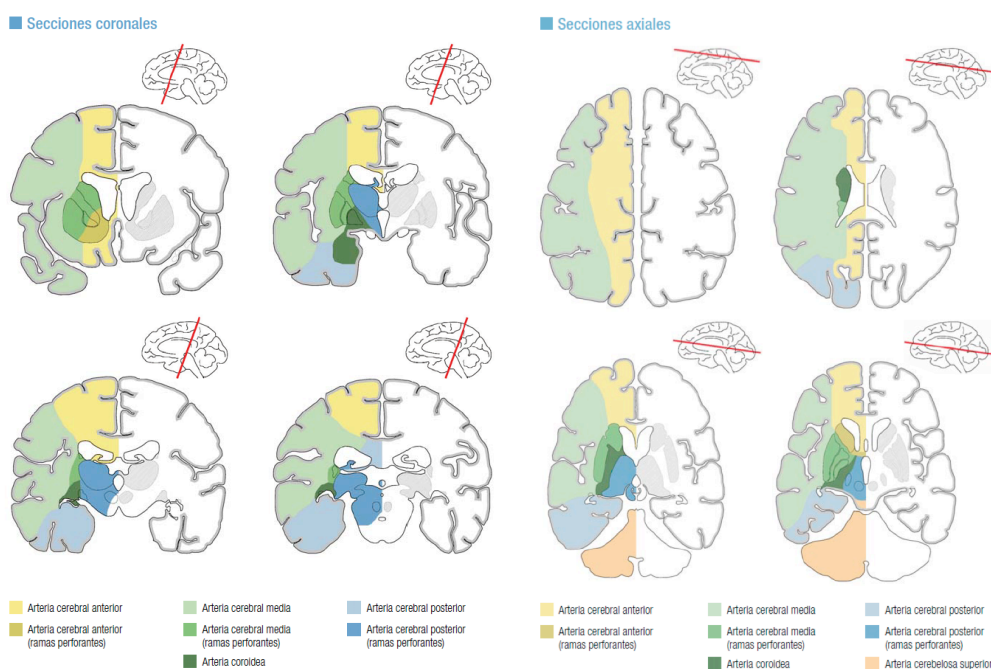 Secciones coronales
Secciones axiales
Arteria cerebral anterior
Arteria cerebral anterior
(ramas perforantes)
Arteria cerebral media
Arteria cerebral media
(ramas perforantes)
Arteria coroidea
Arteria cerebral posterior
Arteria cerebral posterior
(ramas perforantes)
Arteria cerebral anterior
Arteria cerebral anterior
(ramas perforantes)
Arteria cerebral media
Arteria cerebral media
(ramas perforantes)
Arteria coroidea
Arteria cerebral posterior
Arteria cerebral posterior
(ramas perforantes)
Arteria cerebelosa superior